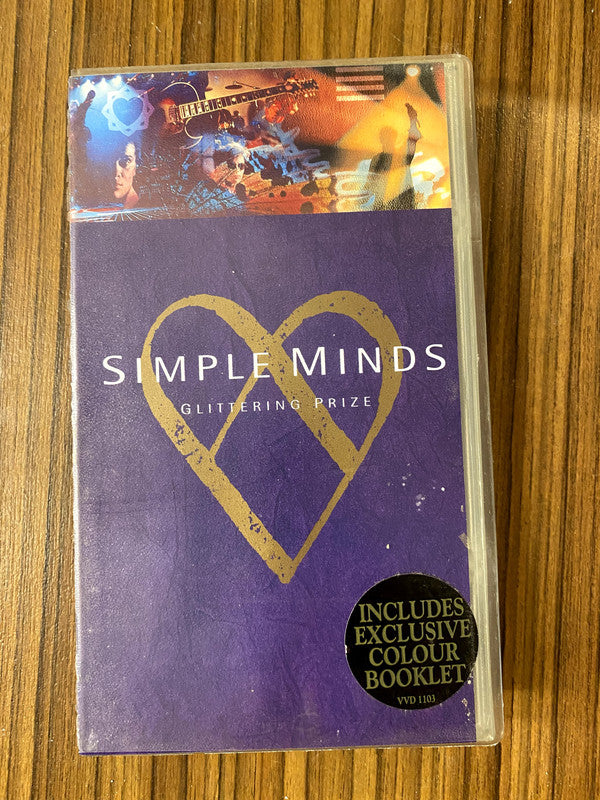 SIMPLE MINDS
GLITTERING PRIZE
INCLUDES
EXCLUSIVE
COLOUR
BOOKLET
VVD 1103